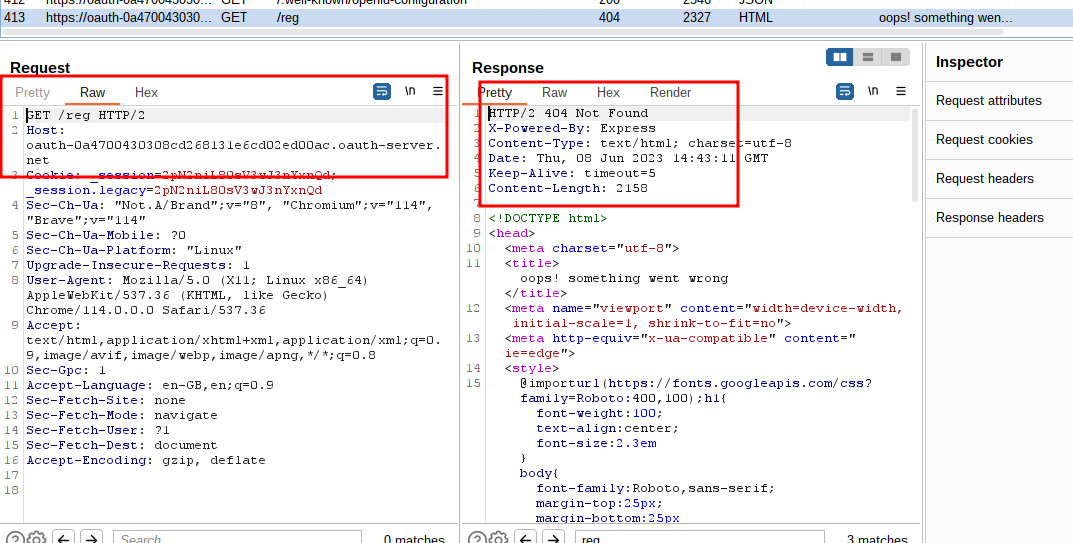 412 https://oauth-0a470043030... GET /.well-known/openid-configuration 200 2346 JSON
413 https://oauth-0a470043030... GET /reg 404 2327 HTML oops! something wen...
Request
Pretty Raw Hex \n
1 GET /reg HTTP/2
2 Host:
oauth-0a4700430308cd268131e6cd02ed00ac.oauth-server.
net
3 Cookie: _session=2pN2niL80sV3wJ3nYxnQd;
_session.legacy=2pN2niL80sV3wJ3nYxnQd
4 Sec-Ch-Ua: "Not.A/Brand";v="8", "Chromium";v="114",
"Brave";v="114"
5 Sec-Ch-Ua-Mobile: ?0
6 Sec-Ch-Ua-Platform: "Linux"
7 Upgrade-Insecure-Requests: 1
8 User-Agent: Mozilla/5.0 (X11; Linux x86_64)
AppleWebKit/537.36 (KHTML, like Gecko)
Chrome/114.0.0.0 Safari/537.36
9 Accept:
text/html,application/xhtml+xml,application/xml;q=0.
9,image/avif,image/webp,image/apng,*/*;q=0.8
10 Sec-Gpc: 1
11 Accept-Language: en-GB,en;q=0.9
12 Sec-Fetch-Site: none
13 Sec-Fetch-Mode: navigate
14 Sec-Fetch-User: ?1
15 Sec-Fetch-Dest: document
16 Accept-Encoding: gzip, deflate
17
18
Search... 0 matches
Response
Pretty Raw Hex Render \n
1 HTTP/2 404 Not Found
2 X-Powered-By: Express
3 Content-Type: text/html; charset=utf-8
4 Date: Thu, 08 Jun 2023 14:43:11 GMT
5 Keep-Alive: timeout=5
6 Content-Length: 2158
7
8 <!DOCTYPE html>
9 <head>
10 <meta charset="utf-8">
11 <title>
oops! something went wrong
</title>
12 <meta name="viewport" content="width=device-width,
initial-scale=1, shrink-to-fit=no">
13 <meta http-equiv="x-ua-compatible" content="
ie=edge">
14 <style>
15 @importurl(https://fonts.googleapis.com/css?
family=Roboto:400,100);h1{
font-weight:100;
text-align:center;
font-size:2.3em
}
body{
font-family:Roboto,sans-serif;
margin-top:25px;
margin-bottom:25px
reg 3 matches
Inspector
Request attributes
Request cookies
Request headers
Response headers